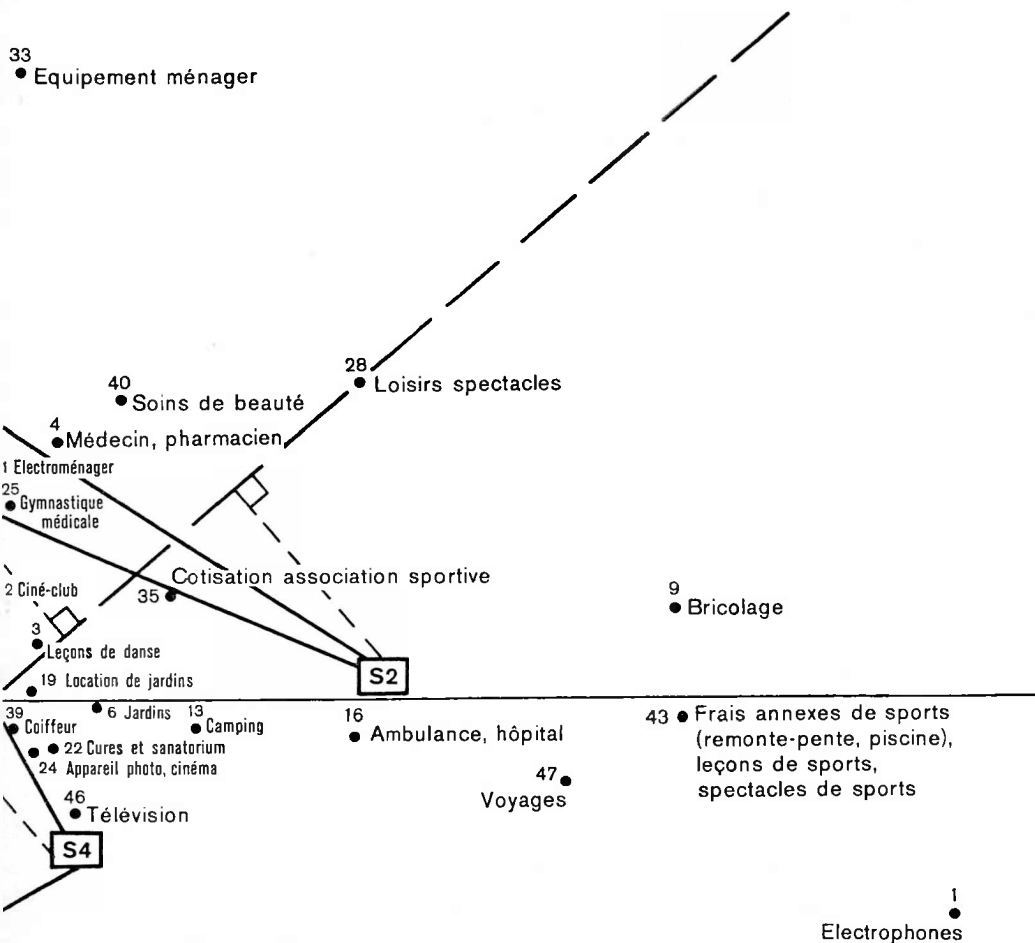 33
Equipement ménager
28
Loisirs spectacles
40
Soins de beauté
4
Médecin, pharmacien
1 Electroménager
25
Gymnastique
médicale
Cotisation association sportive
35
2 Ciné-club
9
Bricolage
3
Leçons de danse
S2
19 Location de jardins
39
Coiffeur
6 Jardins
13
Camping
16
Ambulance, hôpital
43
Frais annexes de sports
(remonte-pente, piscine),
leçons de sports,
spectacles de sports
22 Cures et sanatorium
24 Appareil photo, cinéma
47
Voyages
46
Télévision
S4
1
Electrophones